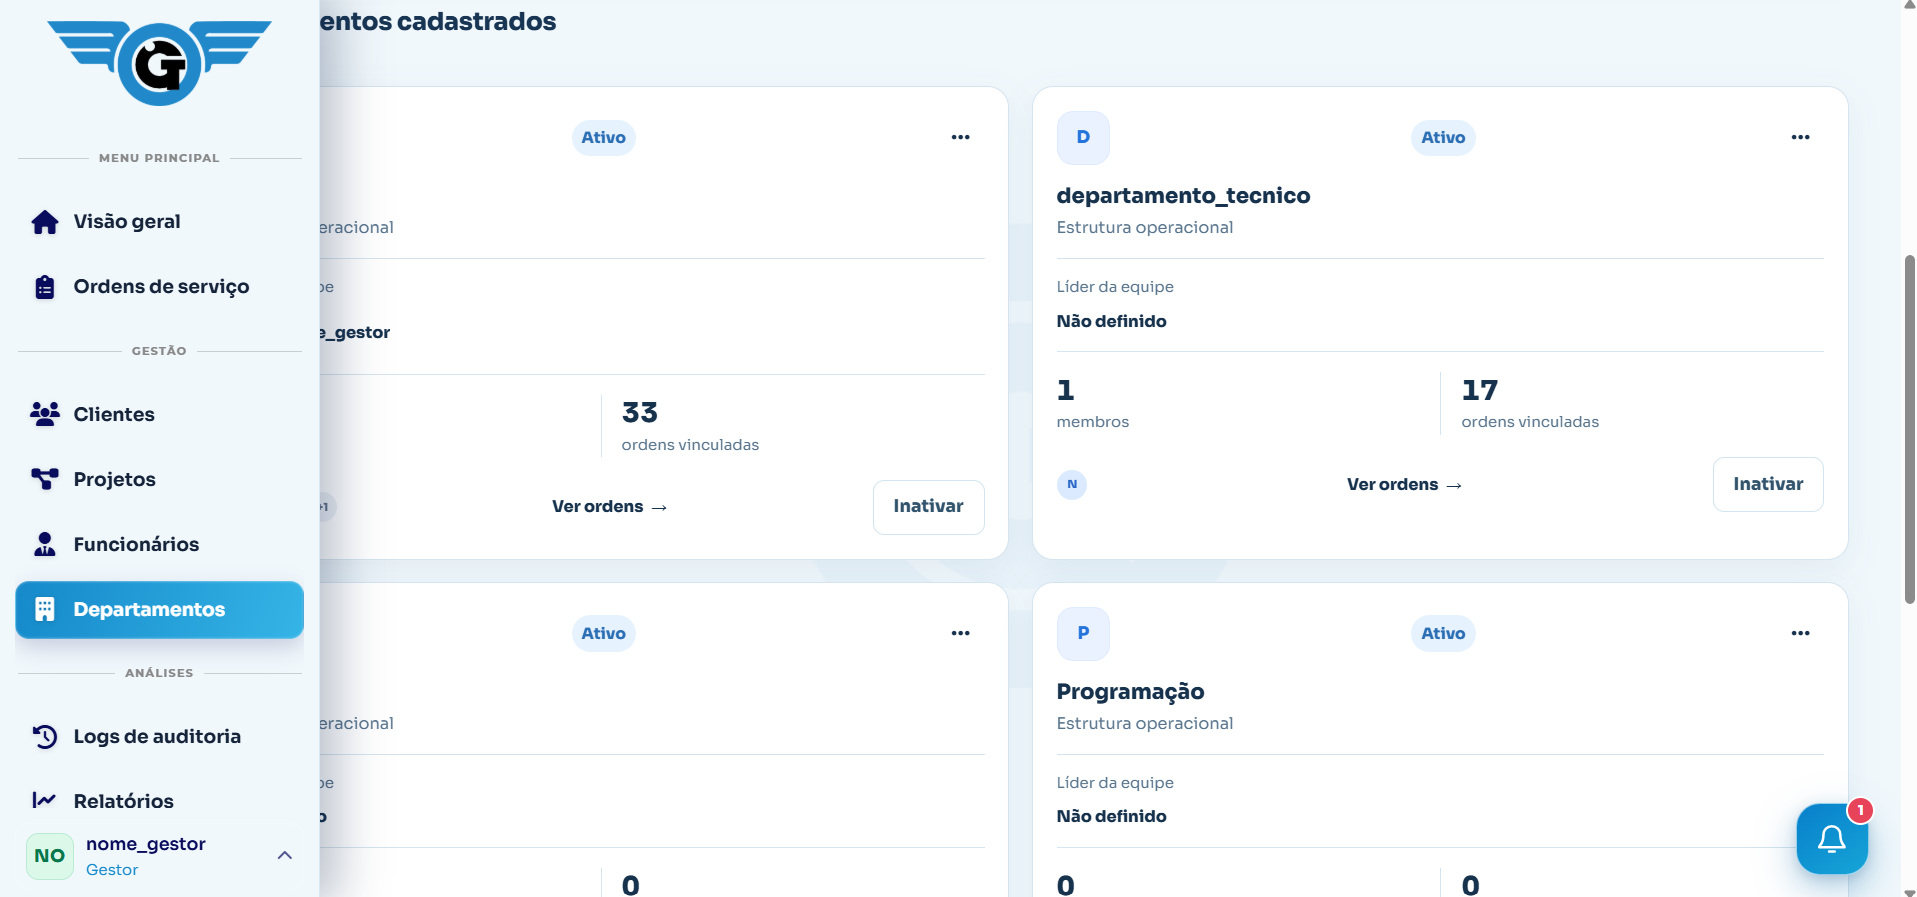 G
MENU PRINCIPAL
Visão geral
Ordens de serviço
GESTÃO
Clientes
Projetos
Funcionários
Departamentos
ANÁLISES
Logs de auditoria
Relatórios
NO
nome_gestor
Gestor
entos cadastrados
Ativo
eracional
e_gestor
33
ordens vinculadas
+1
Ver ordens →
Inativar
D
Ativo
departamento_tecnico
Estrutura operacional
Líder da equipe
Não definido
1
membros
17
ordens vinculadas
N
Ver ordens →
Inativar
Ativo
eracional
0
P
Ativo
Programação
Estrutura operacional
Líder da equipe
Não definido
0
0
1